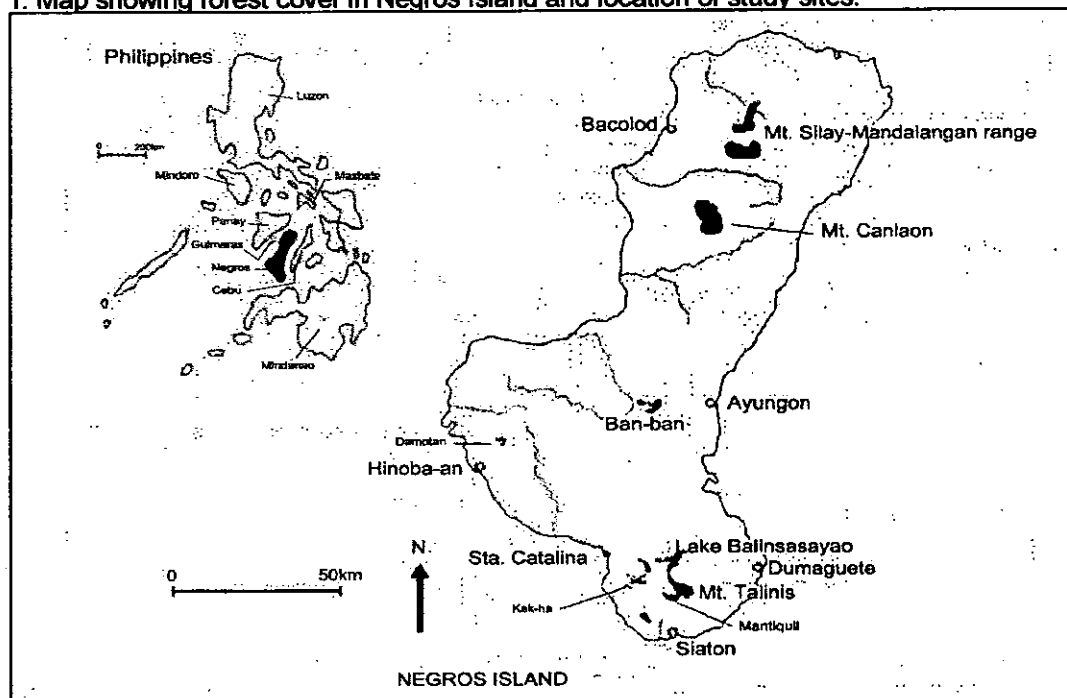 1. Map showing forest cover in Negros Island and location of study sites.
Philippines
Luzon
0 200km
Mindoro
Masbate
Panay
Guimaras
Negros
Cebu
Mindanao
Bacolod
Mt. Silay-Mandalangan range
Mt. Canlaon
Ayungon
Ban-ban
Damotan
Hinoba-an
N
Sta. Catalina
Lake Balinsasayao
Dumaguete
0 50km
Mt. Talinis
Kak-ha
Mantiquil
Siaton
NEGROS ISLAND